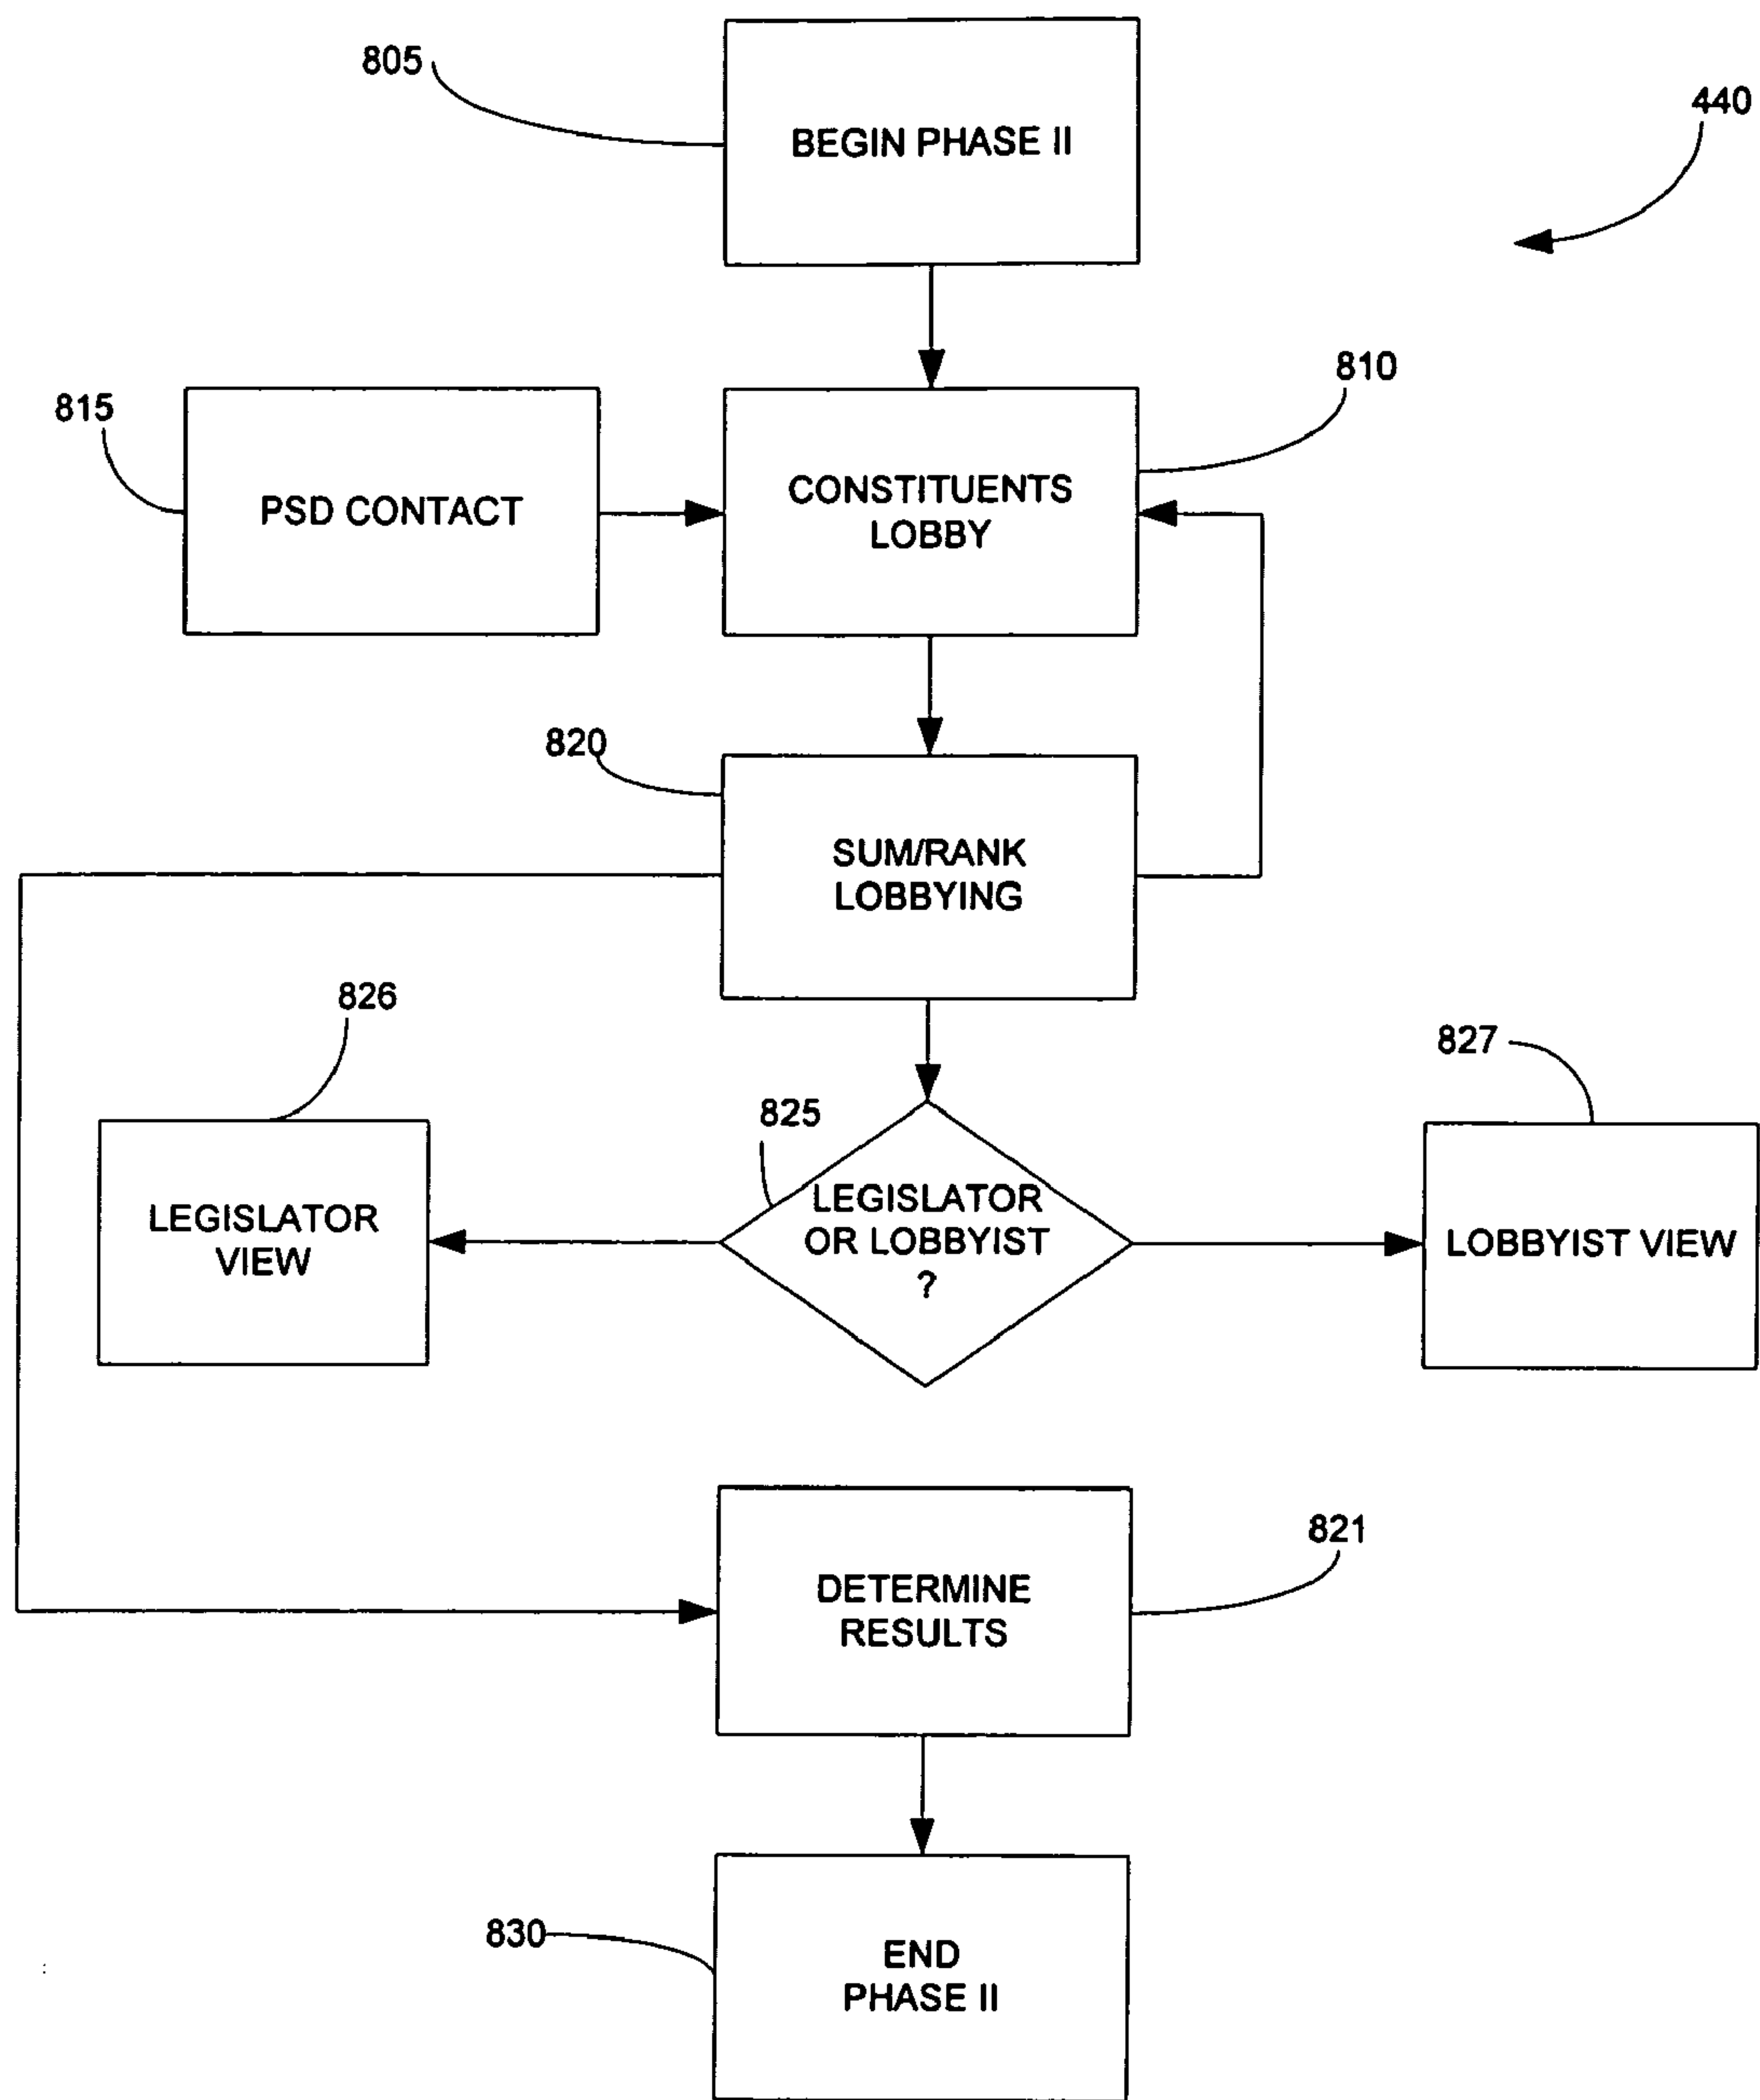 805
BEGIN PHASE II
440
815
PSD CONTACT
CONSTITUENTS
LOBBY
810
820
SUM/RANK
LOBBYING
826
LEGISLATOR
VIEW
825
LEGISLATOR
OR LOBBYIST
?
827
LOBBYIST VIEW
DETERMINE
RESULTS
821
830
END
PHASE II